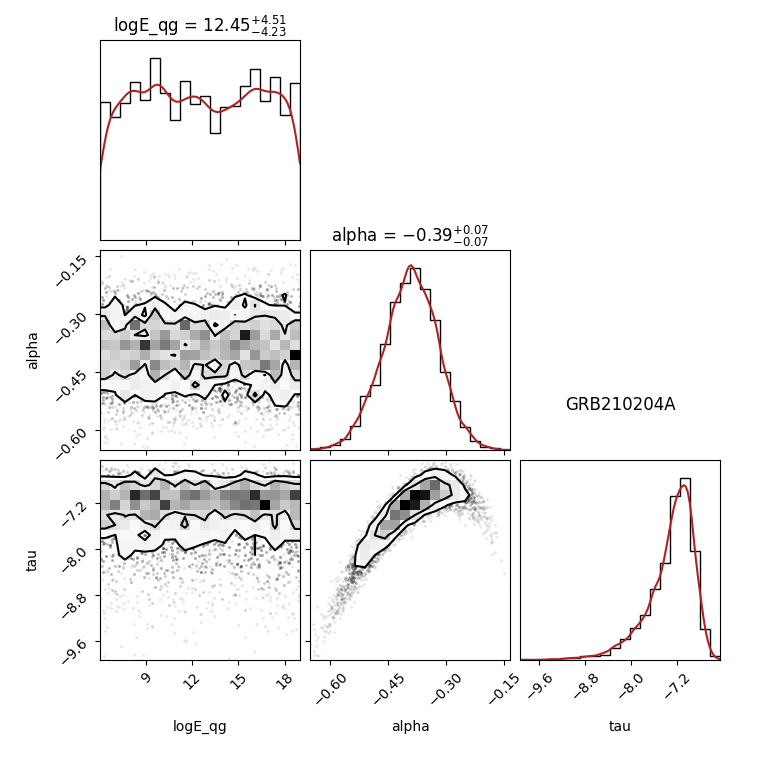 logE_qg = 12.45+4.51 −4.23
alpha = −0.39+0.07 −0.07
−0.15
−0.30
−0.45
−0.60
alpha
GRB210204A
−7.2
−8.0
−8.8
−9.6
tau
9 12 15 18
−0.60 −0.45 −0.30 −0.15
−9.6 −8.8 −8.0 −7.2
logE_qg alpha tau